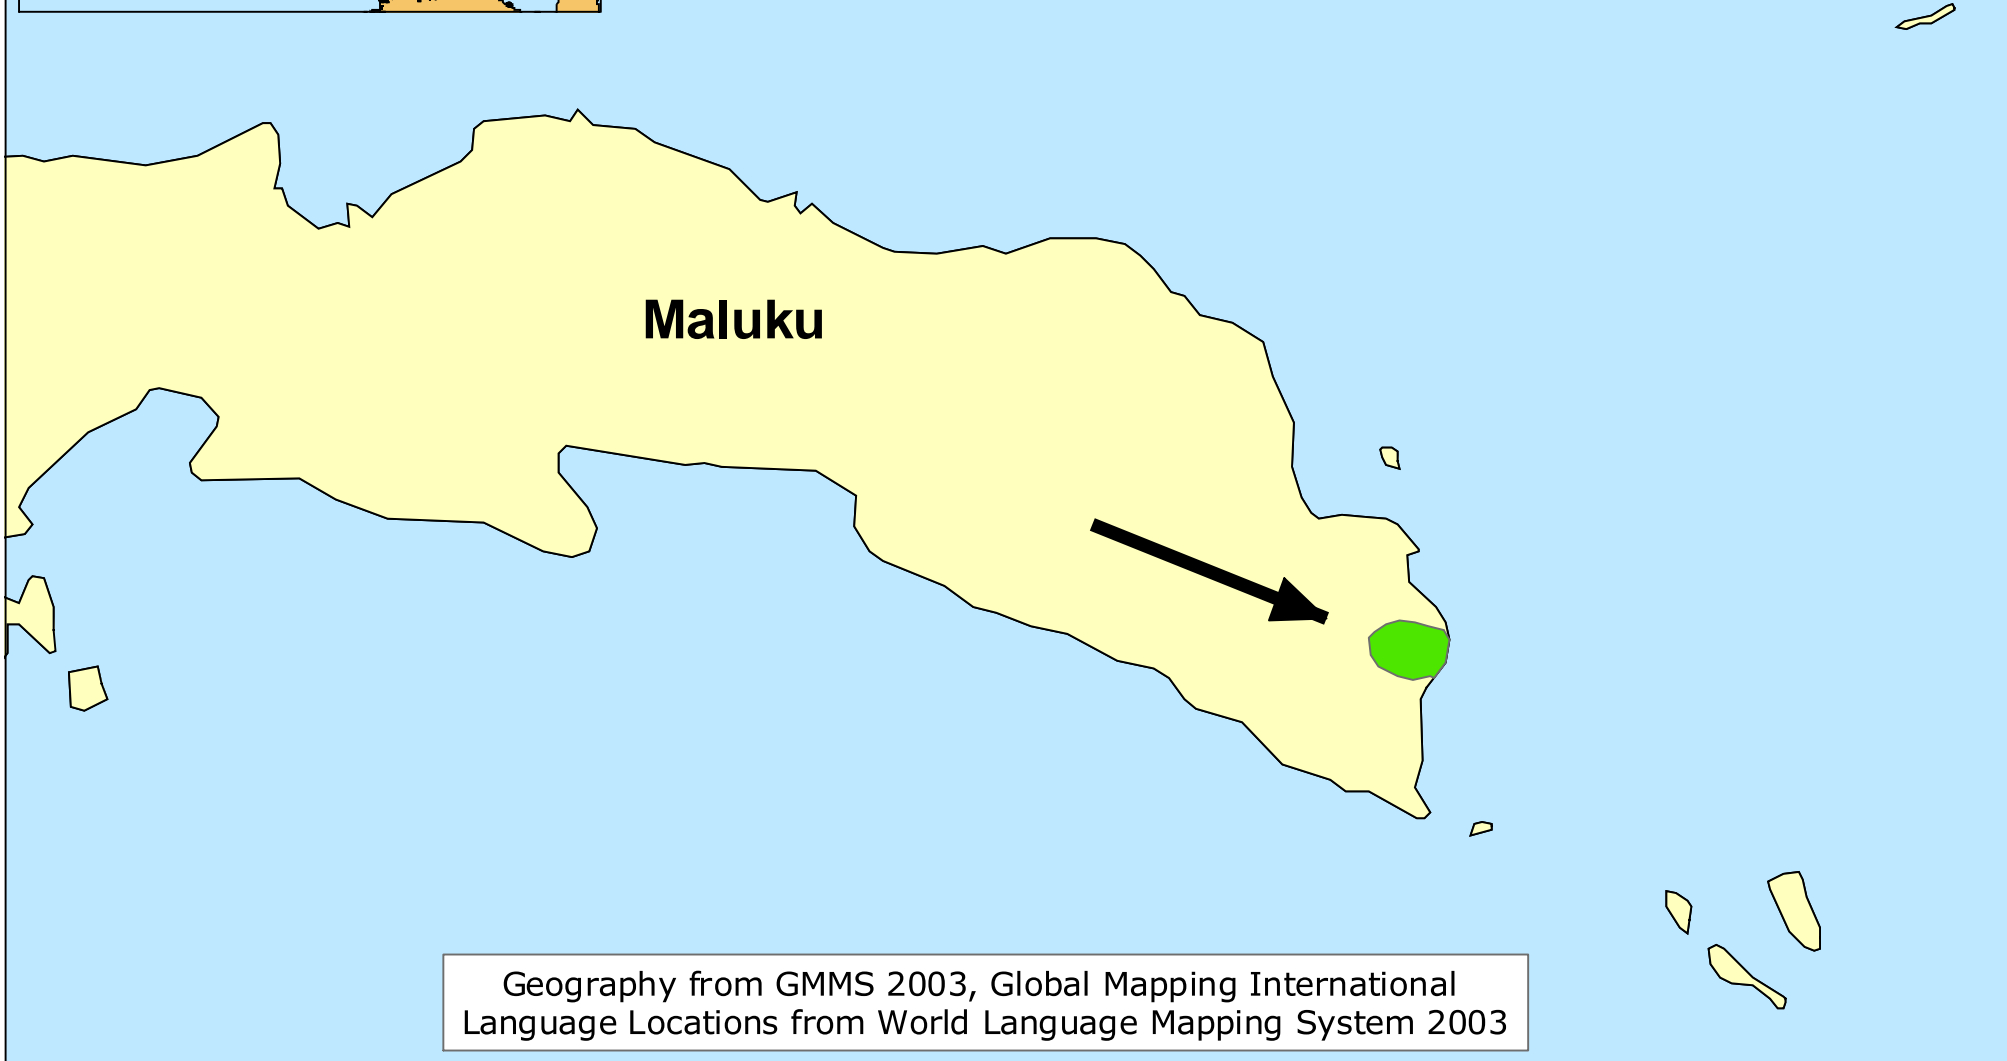 Maluku
Geography from GMMS 2003, Global Mapping International
Language Locations from World Language Mapping System 2003